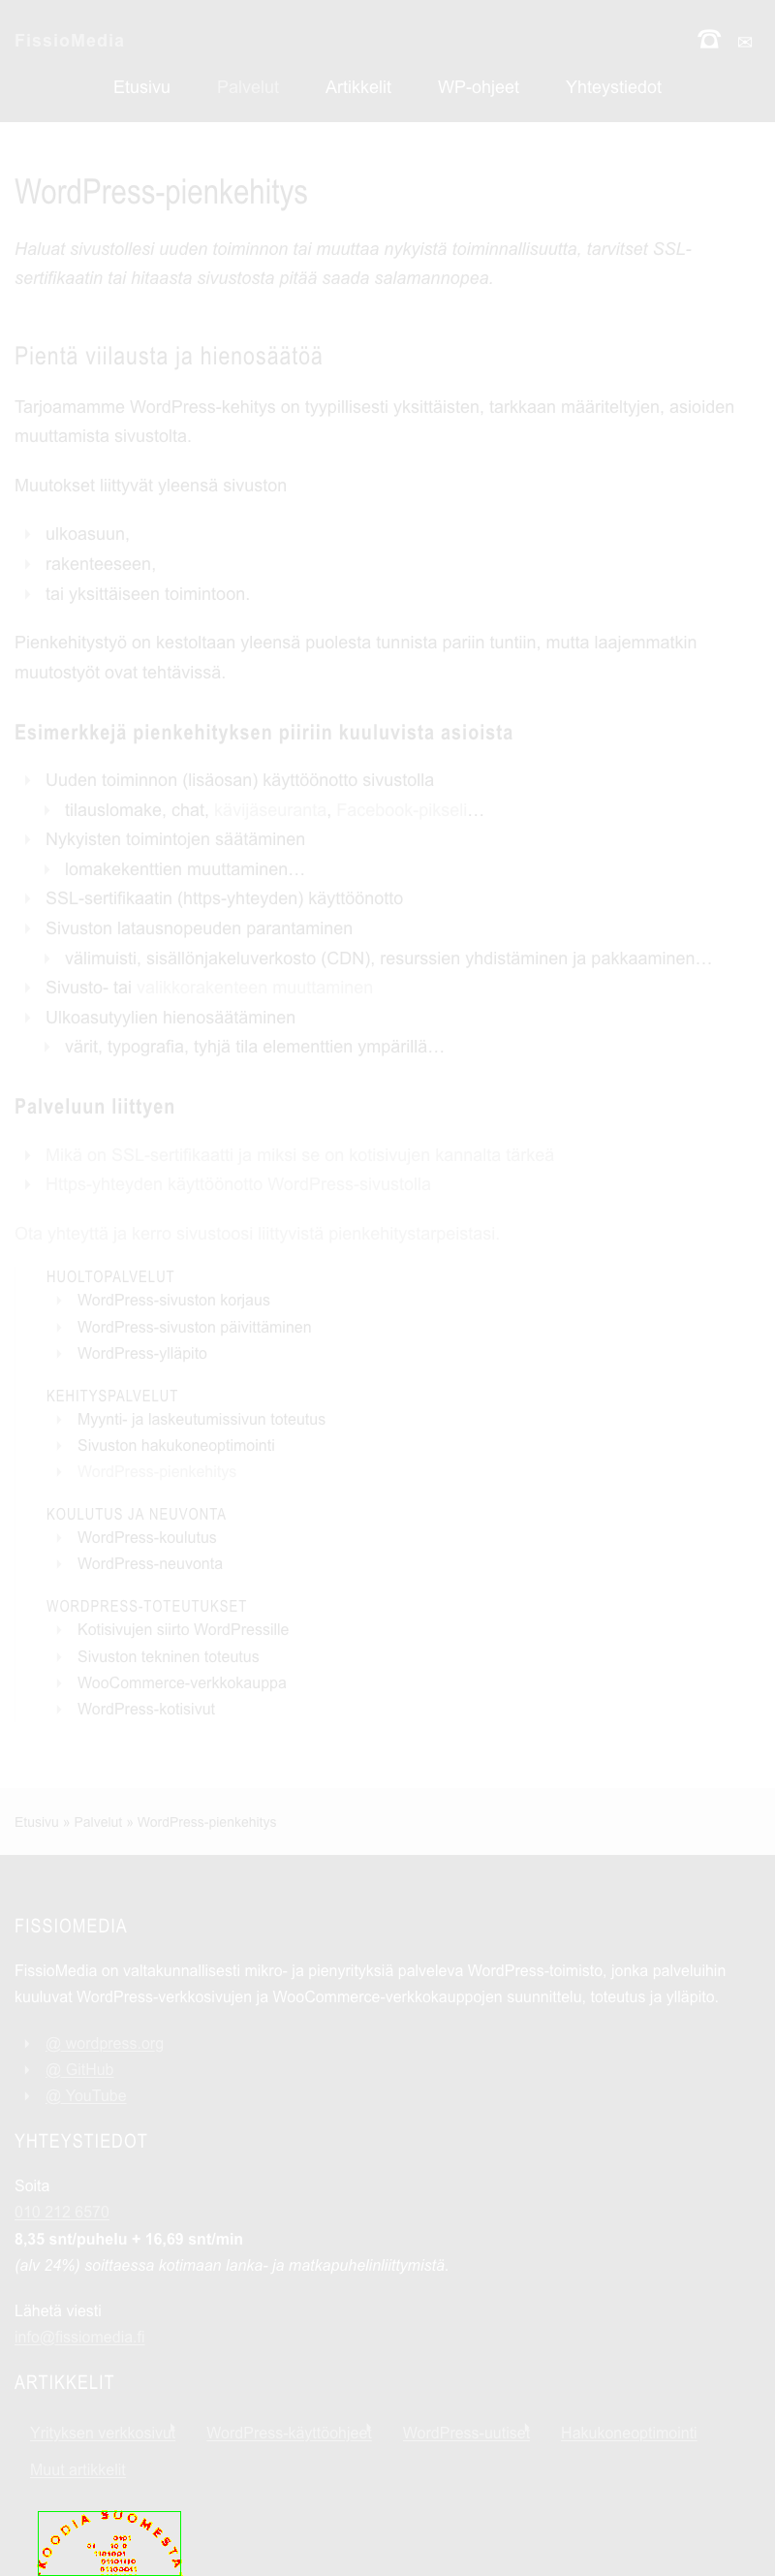 FissioMedia
☎ ✉
Etusivu Palvelut Artikkelit WP-ohjeet Yhteystiedot
WordPress-pienkehitys
Haluat sivustollesi uuden toiminnon tai muuttaa nykyistä toiminnallisuutta, tarvitset SSL-
sertifikaatin tai hitaasta sivustosta pitää saada salamannopea.
Pientä viilausta ja hienosäätöä
Tarjoamamme WordPress-kehitys on tyypillisesti yksittäisten, tarkkaan määriteltyjen, asioiden
muuttamista sivustolta.
Muutokset liittyvät yleensä sivuston
ulkoasuun,
rakenteeseen,
tai yksittäiseen toimintoon.
Pienkehitystyö on kestoltaan yleensä puolesta tunnista pariin tuntiin, mutta laajemmatkin
muutostyöt ovat tehtävissä.
Esimerkkejä pienkehityksen piiriin kuuluvista asioista
Uuden toiminnon (lisäosan) käyttöönotto sivustolla
tilauslomake, chat, kävijäseuranta, Facebook-pikseli…
Nykyisten toimintojen säätäminen
lomakekenttien muuttaminen…
SSL-sertifikaatin (https-yhteyden) käyttöönotto
Sivuston latausnopeuden parantaminen
välimuisti, sisällönjakeluverkosto (CDN), resurssien yhdistäminen ja pakkaaminen…
Sivusto- tai valikkorakenteen muuttaminen
Ulkoasutyylien hienosäätäminen
värit, typografia, tyhjä tila elementtien ympärillä…
Palveluun liittyen
Mikä on SSL-sertifikaatti ja miksi se on kotisivujen kannalta tärkeä
Https-yhteyden käyttöönotto WordPress-sivustolla
Ota yhteyttä ja kerro sivustoosi liittyvistä pienkehitystarpeistasi.
HUOLTOPALVELUT
WordPress-sivuston korjaus
WordPress-sivuston päivittäminen
WordPress-ylläpito
KEHITYSPALVELUT
Myynti- ja laskeutumissivun toteutus
Sivuston hakukoneoptimointi
WordPress-pienkehitys
KOULUTUS JA NEUVONTA
WordPress-koulutus
WordPress-neuvonta
WORDPRESS-TOTEUTUKSET
Kotisivujen siirto WordPressille
Sivuston tekninen toteutus
WooCommerce-verkkokauppa
WordPress-kotisivut
Etusivu » Palvelut » WordPress-pienkehitys
FISSIOMEDIA
FissioMedia on valtakunnallisesti mikro- ja pienyrityksiä palveleva WordPress-toimisto, jonka palveluihin
kuuluvat WordPress-verkkosivujen ja WooCommerce-verkkokauppojen suunnittelu, toteutus ja ylläpito.
@ wordpress.org
@ GitHub
@ YouTube
YHTEYSTIEDOT
Soita
010 212 6570
8,35 snt/puhelu + 16,69 snt/min
(alv 24%) soittaessa kotimaan lanka- ja matkapuhelinliittymistä.
Lähetä viesti
info@fissiomedia.fi
ARTIKKELIT
Yrityksen verkkosivut WordPress-käyttöohjeet WordPress-uutiset Hakukoneoptimointi
Muut artikkelit
KOODIA SUOMESTA